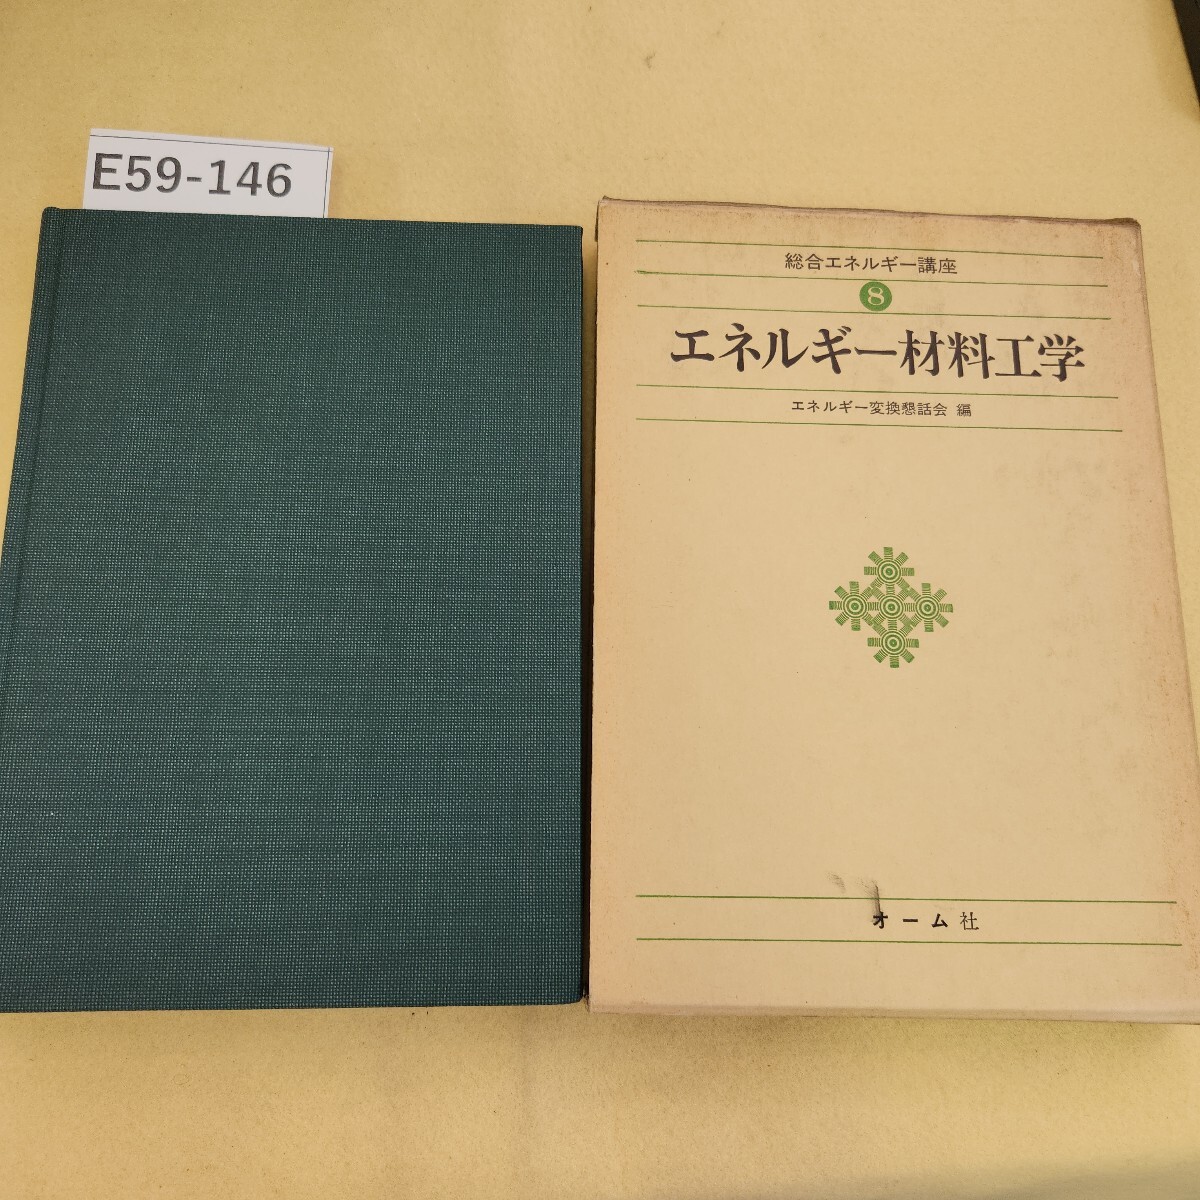 E59-146
総合エネルギー講座
8
エネルギー材料工学
エネルギー変換懇話会 編
オーム社